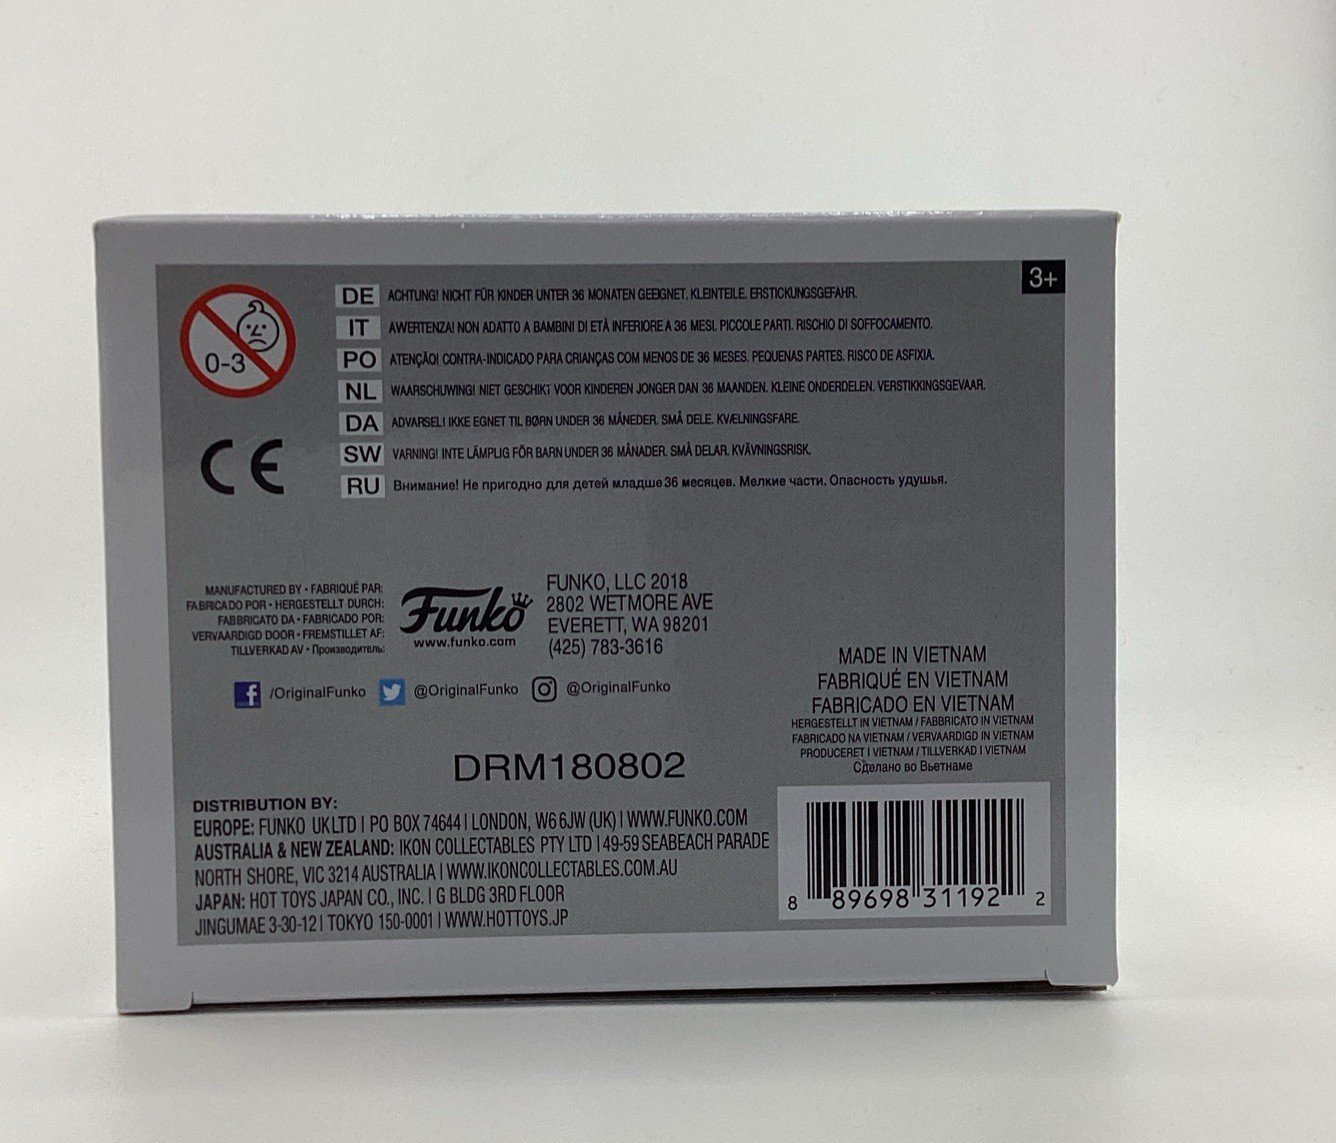 3+
0-3
DE ACHTUNG! NICHT FÜR KINDER UNTER 36 MONATEN GEEIGNET. KLEINTEILE. ERSTICKUNGSGEFAHR.
IT AWERTENZA! NON ADATTO A BAMBINI DI ETÀ INFERIORE A 36 MESI. PICCOLE PARTI. RISCHIO DI SOFFOCAMENTO.
PO ATENÇÃO! CONTRA-INDICADO PARA CRIANÇAS COM MENOS DE 36 MESES. PEQUENAS PARTES. RISCO DE ASFIXIA.
NL WAARSCHUWING! NIET GESCHIKT VOOR KINDEREN JONGER DAN 36 MAANDEN. KLEINE ONDERDELEN. VERSTIKKINGSGEVAAR.
DA ADVARSEL! IKKE EGNET TIL BØRN UNDER 36 MÅNEDER. SMÅ DELE. KVÆLNINGSFARE.
SW VARNING! INTE LÄMPLIG FÖR BARN UNDER 36 MÅNADER. SMÅ DELAR. KVÄVNINGSRISK.
RU Внимание! Не пригодно для детей младше 36 месяцев. Мелкие части. Опасность удушья.
CE
MANUFACTURED BY • FABRIQUÉ PAR:
FABRICADO POR • HERGESTELLT DURCH:
FABBRICATO DA • FABRICADO POR:
VERVAARDIGD DOOR • FREMSTILLET AF:
TILLVERKAD AV • Производитель:
Funko
www.funko.com
FUNKO, LLC 2018
2802 WETMORE AVE
EVERETT, WA 98201
(425) 783-3616
/OriginalFunko @OriginalFunko @OriginalFunko
MADE IN VIETNAM
FABRIQUÉ EN VIETNAM
FABRICADO EN VIETNAM
HERGESTELLT IN VIETNAM / FABBRICATO IN VIETNAM
FABRICADO NA VIETNAM / VERVAARDIGD IN VIETNAM
PRODUCERET I VIETNAM / TILLVERKAD I VIETNAM
Сделано во Вьетнаме
DRM180802
DISTRIBUTION BY:
EUROPE: FUNKO UK LTD | PO BOX 74644 | LONDON, W6 6JW (UK) | WWW.FUNKO.COM
AUSTRALIA & NEW ZEALAND: IKON COLLECTABLES PTY LTD | 49-59 SEABEACH PARADE
NORTH SHORE, VIC 3214 AUSTRALIA | WWW.IKONCOLLECTABLES.COM.AU
JAPAN: HOT TOYS JAPAN CO., INC. | G BLDG 3RD FLOOR
JINGUMAE 3-30-12 | TOKYO 150-0001 | WWW.HOTTOYS.JP
8 89698 31192 2